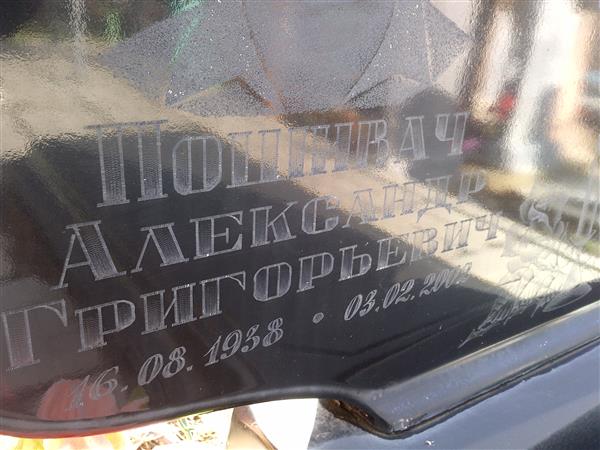 Пошивач
Александр
Григорьевич
16.08.1938 •